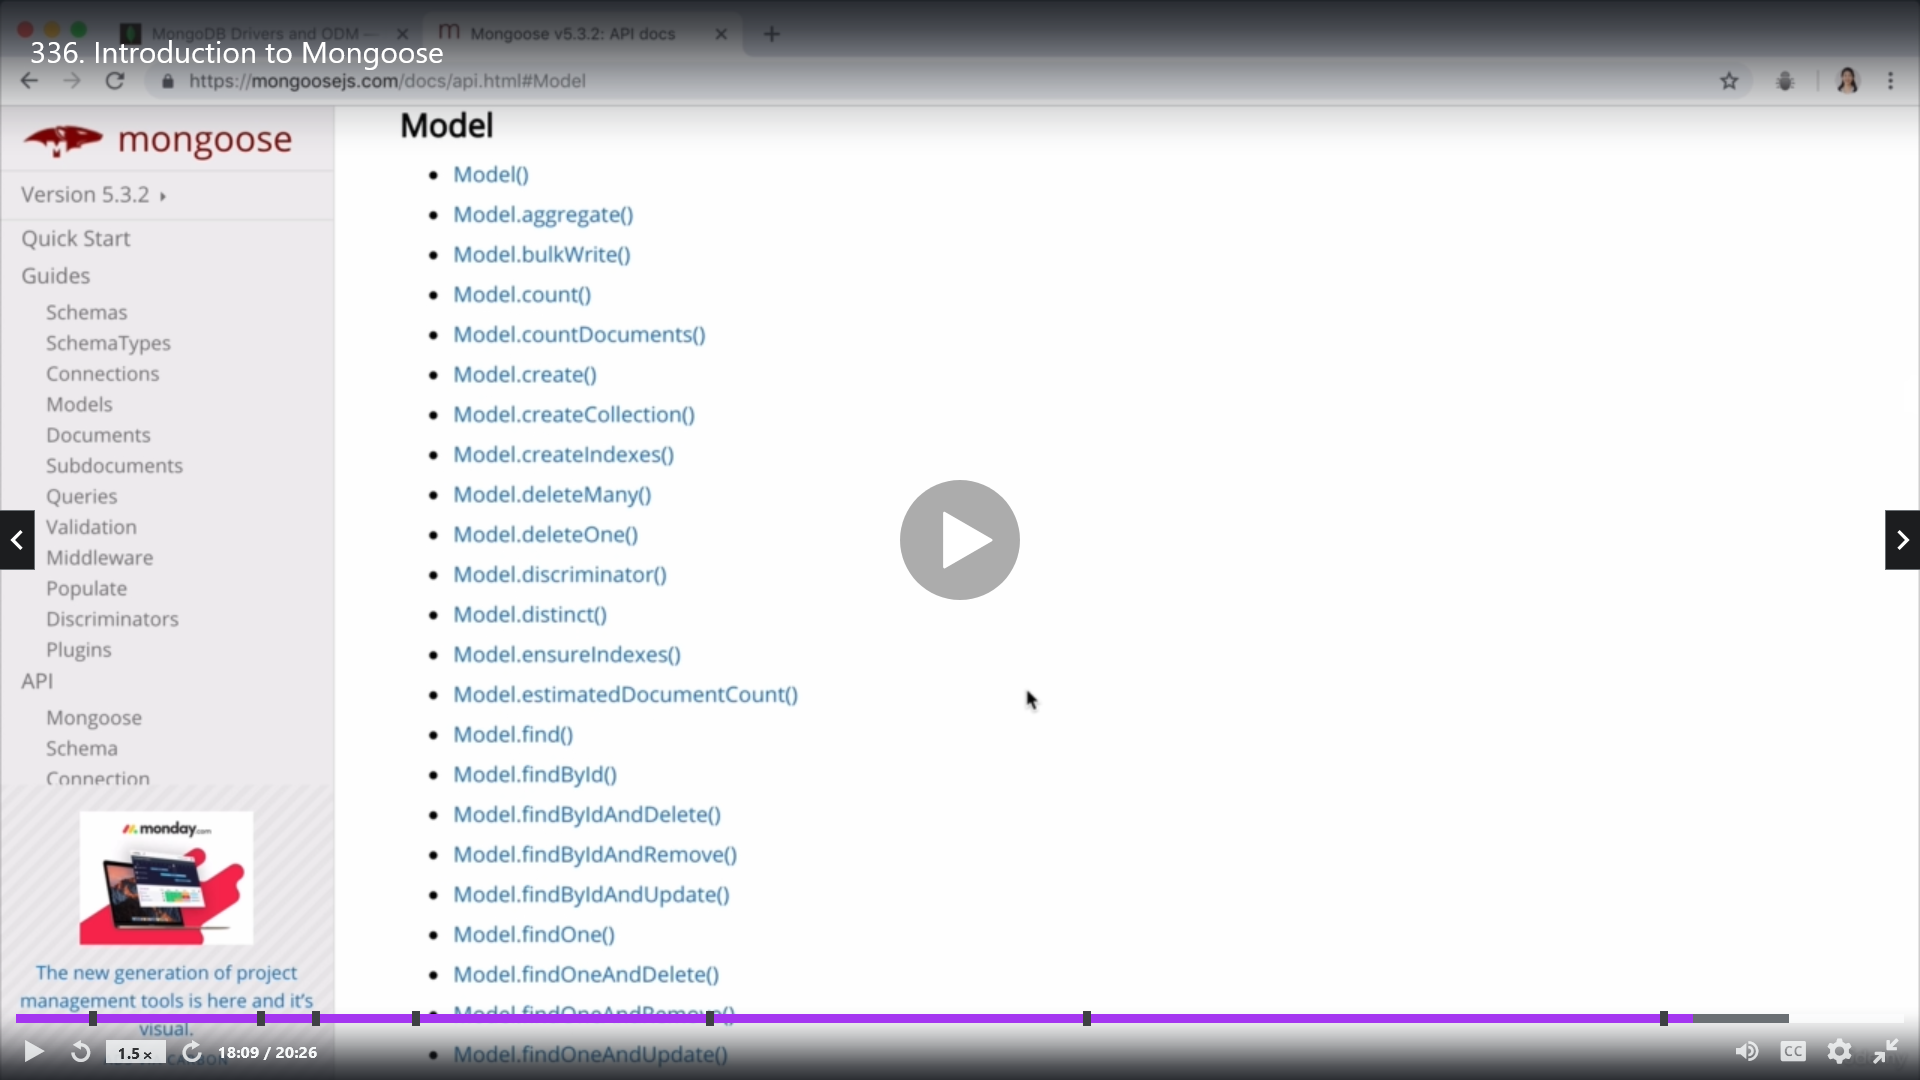 MongoDB Drivers and ODM —
Mongoose v5.3.2: API docs
336. Introduction to Mongoose
https://mongoosejs.com/docs/api.html#Model
mongoose
Version 5.3.2
Quick Start
Guides
Schemas
SchemaTypes
Connections
Models
Documents
Subdocuments
Queries
Validation
Middleware
Populate
Discriminators
Plugins
API
Mongoose
Schema
Connection
monday.com
The new generation of project
management tools is here and it's
visual.
Model
Model()
Model.aggregate()
Model.bulkWrite()
Model.count()
Model.countDocuments()
Model.create()
Model.createCollection()
Model.createIndexes()
Model.deleteMany()
Model.deleteOne()
Model.discriminator()
Model.distinct()
Model.ensureIndexes()
Model.estimatedDocumentCount()
Model.find()
Model.findById()
Model.findByIdAndDelete()
Model.findByIdAndRemove()
Model.findByIdAndUpdate()
Model.findOne()
Model.findOneAndDelete()
Model.findOneAndRemove()
Model.findOneAndUpdate()
1.5×
18:09 / 20:26
CC